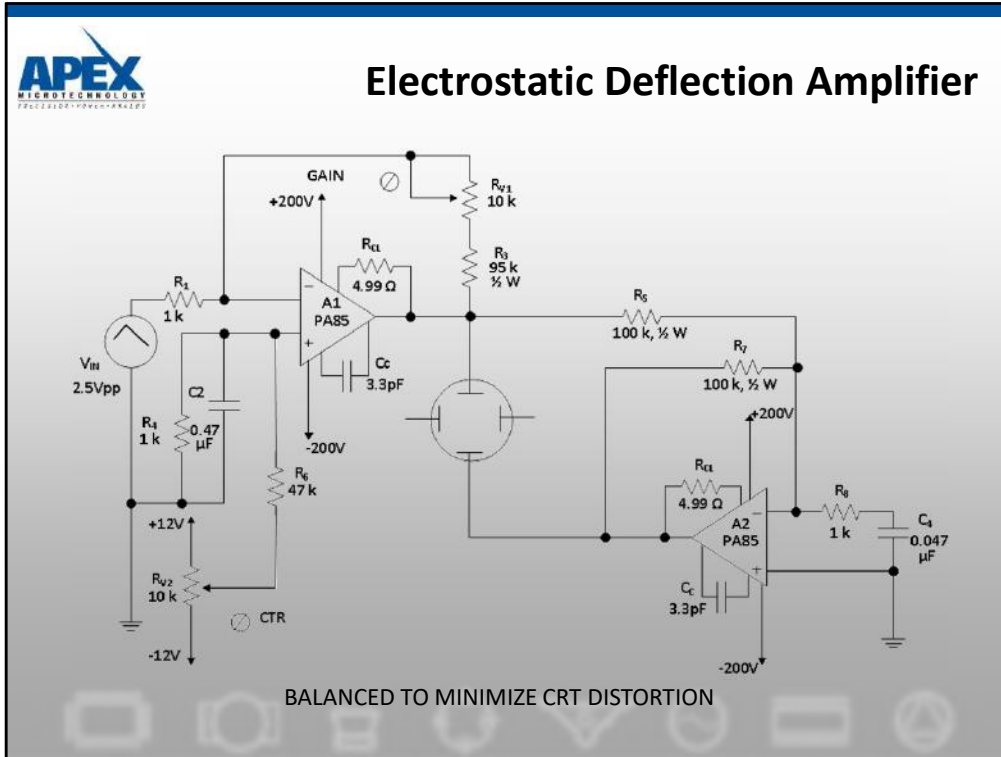 APEX
MICROTECHNOLOGY
PRECISION•POWER•ANALOG
Electrostatic Deflection Amplifier
GAIN
+200V
RV1
10 k
RCL
4.99 Ω
R3
95 k
½ W
R1
1 k
A1
PA85
R5
100 k, ½ W
VIN
2.5Vpp
CC
3.3pF
R7
100 k, ½ W
C2
0.47
µF
R4
1 k
-200V
+200V
R6
47 k
RCL
4.99 Ω
A2
PA85
R8
1 k
C4
0.047
µF
+12V
RV2
10 k
CC
3.3pF
CTR
-12V
-200V
BALANCED TO MINIMIZE CRT DISTORTION